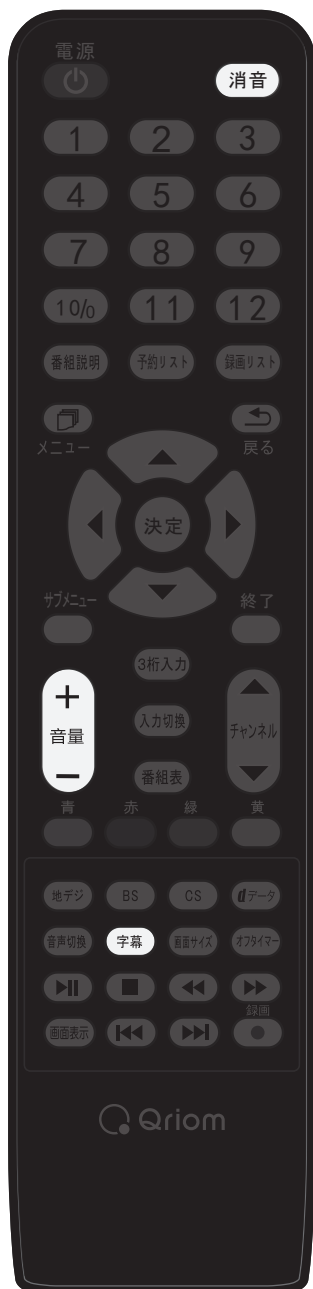 電源
消音
1 2 3
4 5 6
7 8 9
10/0 11 12
番組説明 予約リスト 録画リスト
メニュー 戻る
決定
サブメニュー 終了
3桁入力
＋
音量 入力切換 チャンネル
－
番組表
青 赤 緑 黄
地デジ BS CS dデータ
音声切換 字幕 画面サイズ オフタイマー
録画
画面表示
Qriom